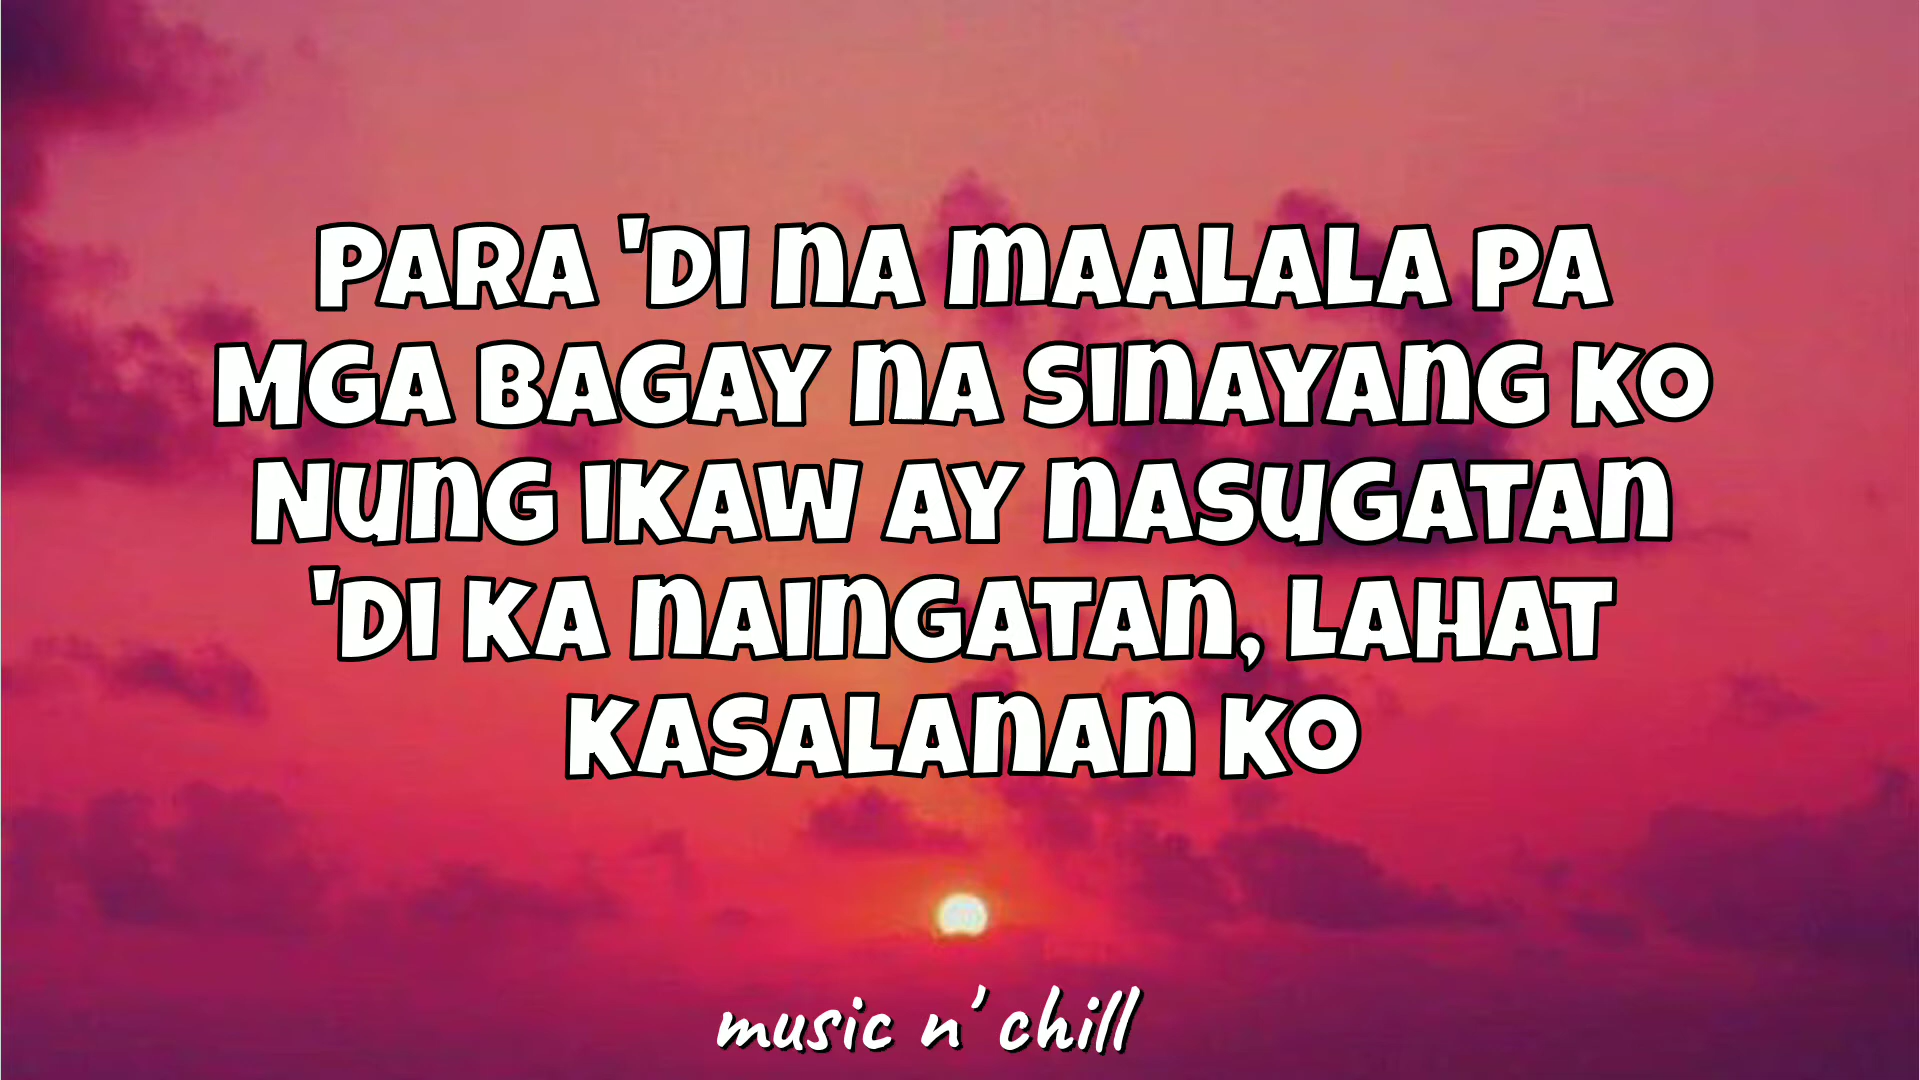 PARA 'DI NA MAALALA PA
MGA BAGAY NA SINAYANG KO
NUNG IKAW AY NASUGATAN
'DI KA NAINGATAN, LAHAT
KASALANAN KO
music n' chill